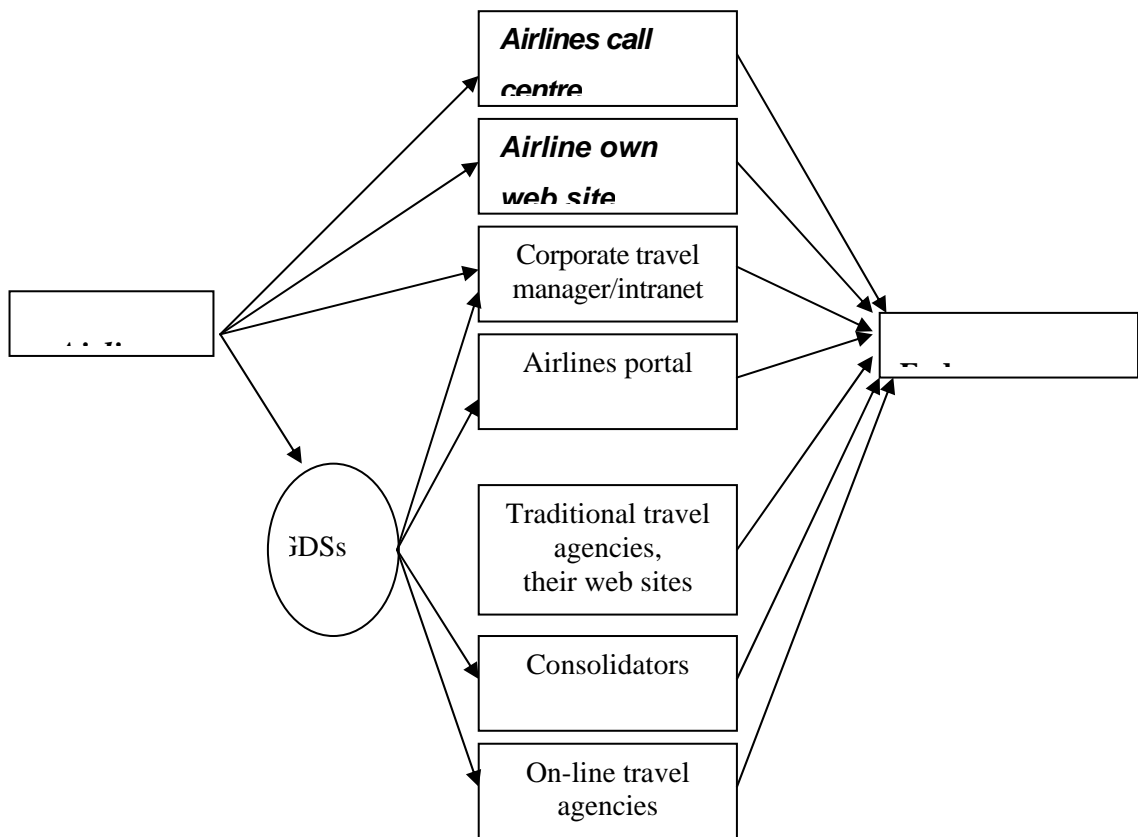 Airlines call
centre
Airline own
web site
Corporate travel
manager/intranet
Airlines portal
GDSs
Traditional travel
agencies,
their web sites
Consolidators
On-line travel
agencies